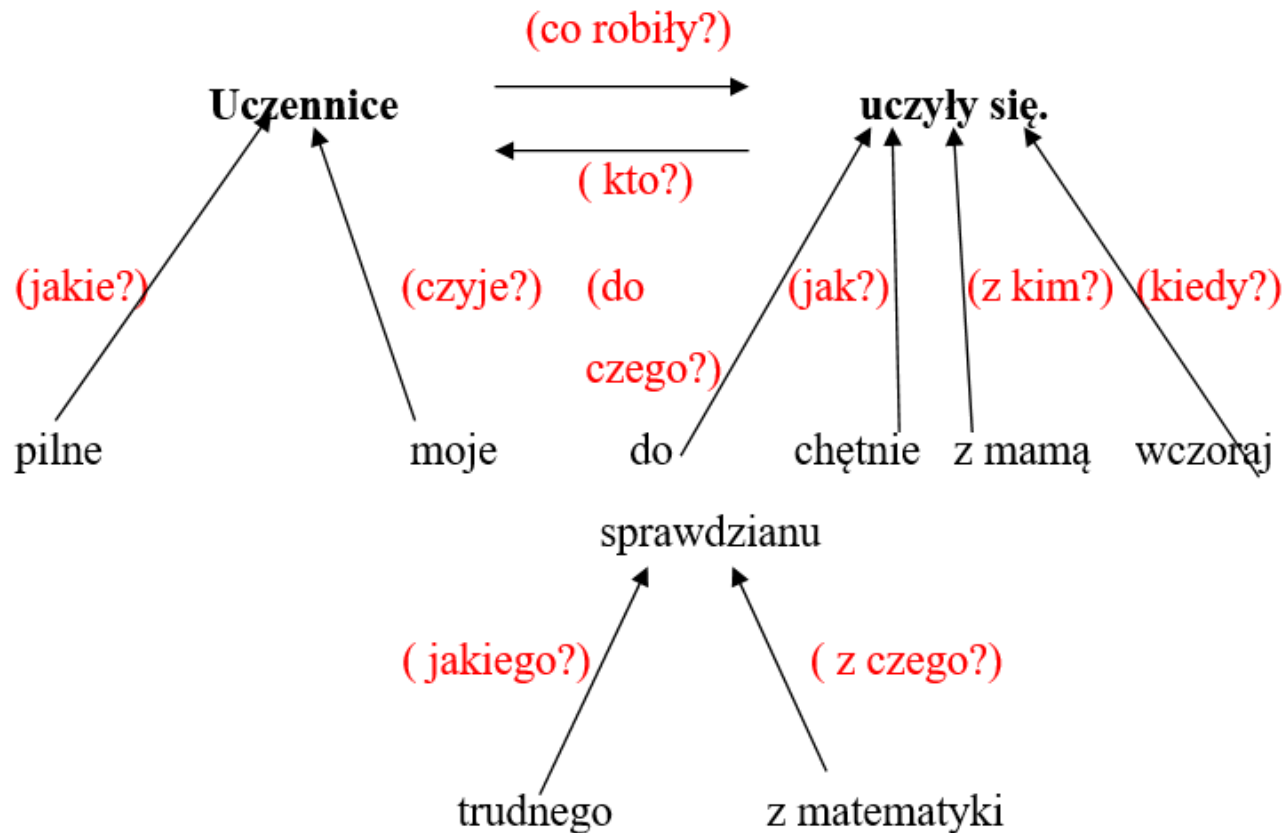 (co robiły?)
Uczennice uczyły się.
( kto?)
(jakie?) (czyje?) (do czego?) (jak?) (z kim?) (kiedy?)
pilne moje do sprawdzianu chętnie z mamą wczoraj
( jakiego?) ( z czego?)
trudnego z matematyki